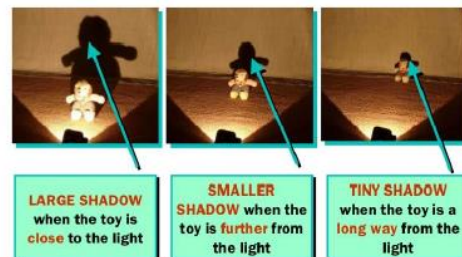 LARGE SHADOW
when the toy is
close to the light
SMALLER
SHADOW when the
toy is further from
the light
TINY SHADOW
when the toy is a
long way from the
light